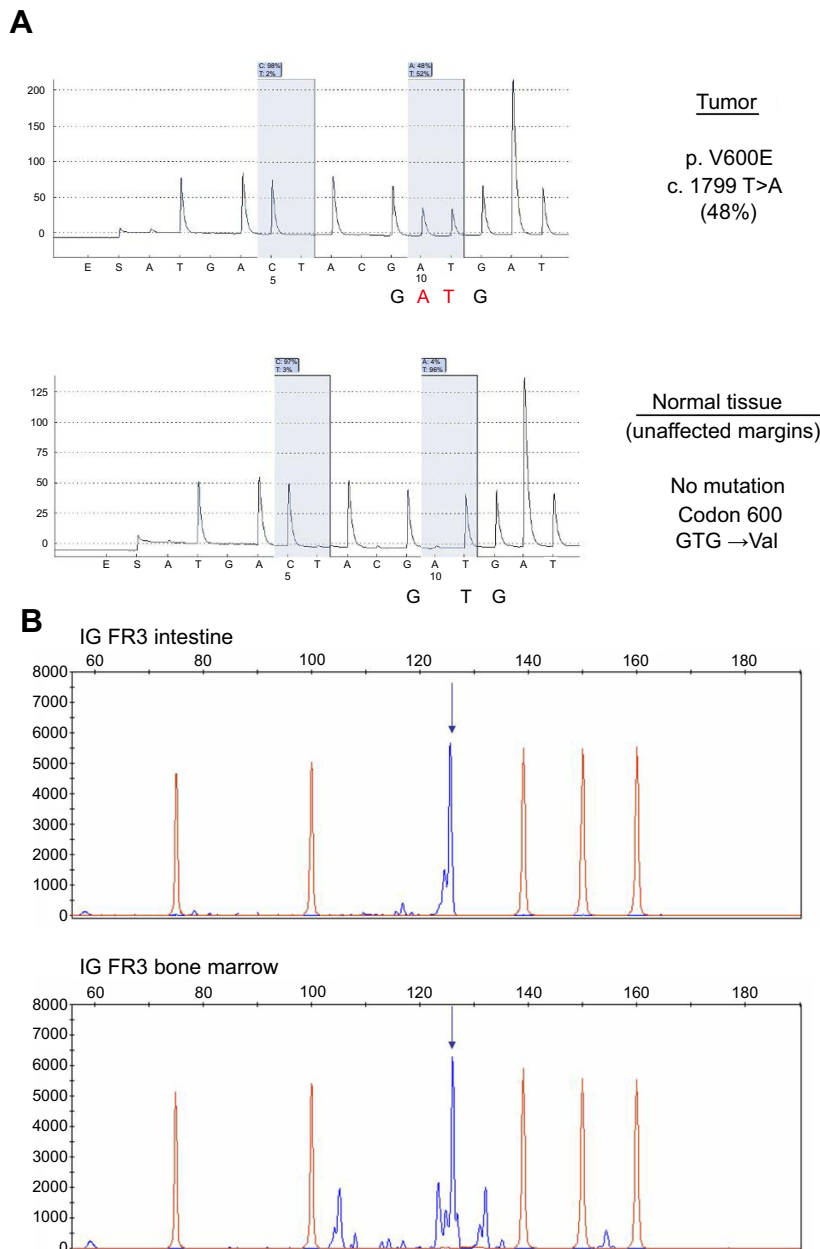 A
C: 98%
T: 2%
A: 48%
T: 52%
200
150
100
50
0
E S A T G A C T A C G A T G A T
5 10
G A T G
Tumor
p. V600E
c. 1799 T>A
(48%)
C: 97%
T: 3%
A: 4%
T: 96%
125
100
75
50
25
0
E S A T G A C T A C G A T G A T
5 10
G T G
Normal tissue
(unaffected margins)
No mutation
Codon 600
GTG →Val
B
IG FR3 intestine
60 80 100 120 140 160 180
8000
7000
6000
5000
4000
3000
2000
1000
0
IG FR3 bone marrow
60 80 100 120 140 160 180
8000
7000
6000
5000
4000
3000
2000
1000
0